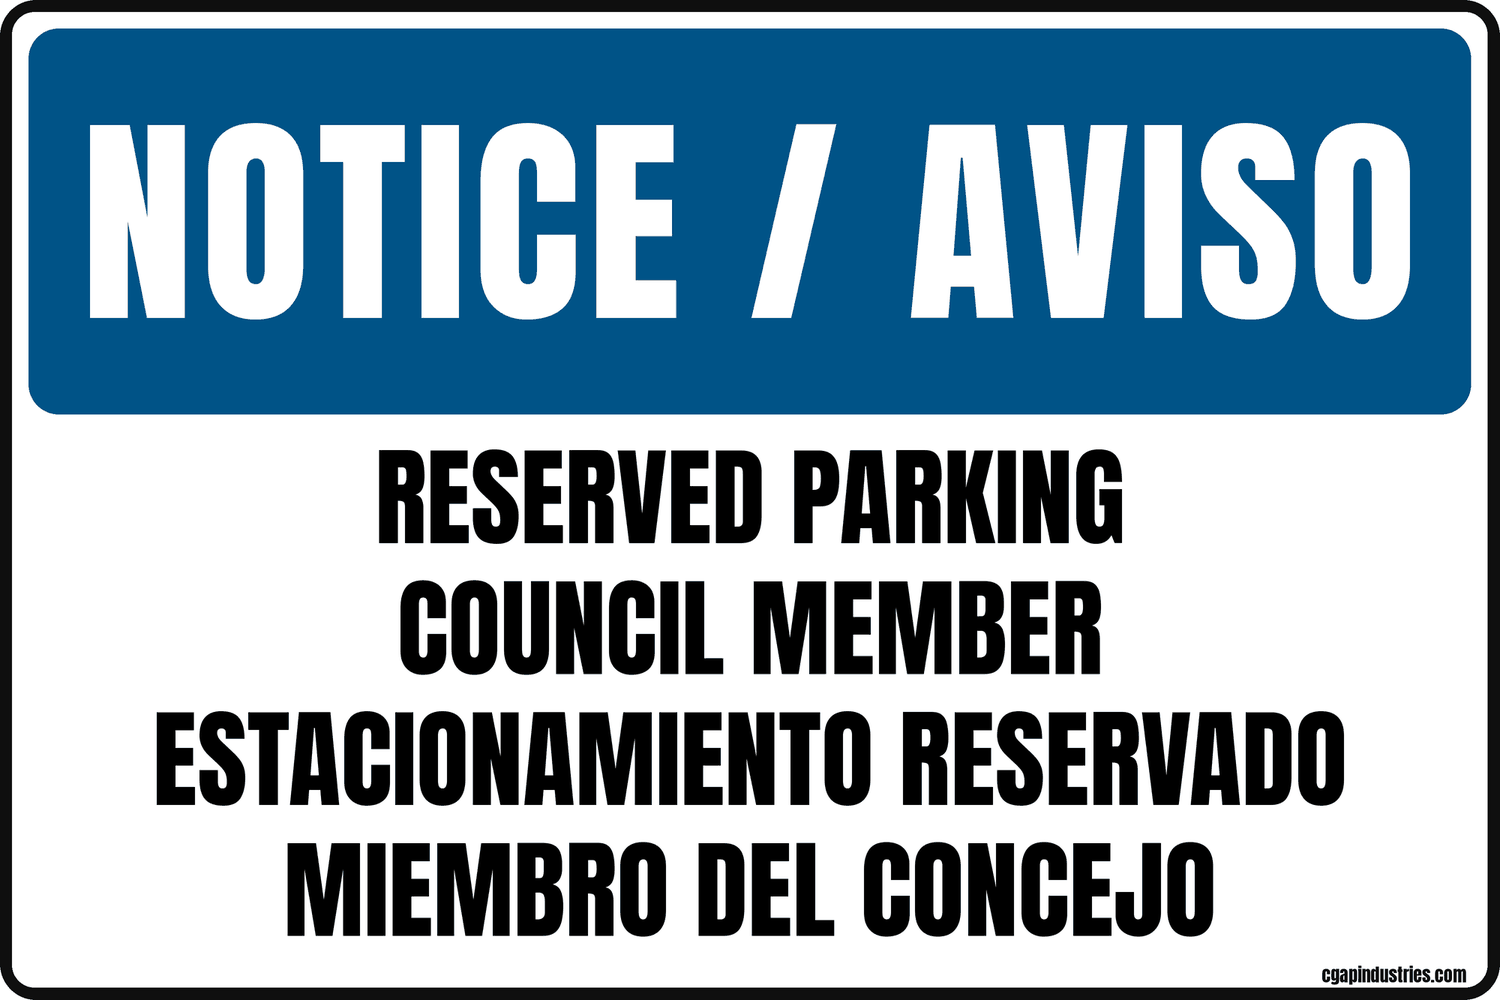 NOTICE / AVISO
RESERVED PARKING
COUNCIL MEMBER
ESTACIONAMIENTO RESERVADO
MIEMBRO DEL CONCEJO
cgapindustries.com